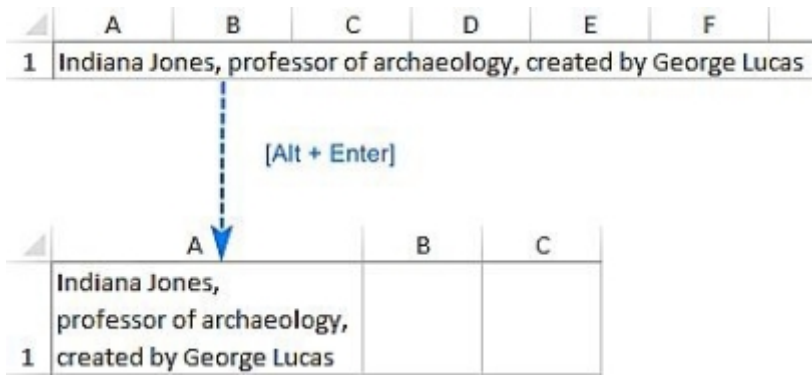 A B C D E F
1 Indiana Jones, professor of archaeology, created by George Lucas
[Alt + Enter]
A B C
Indiana Jones,
professor of archaeology,
1 created by George Lucas